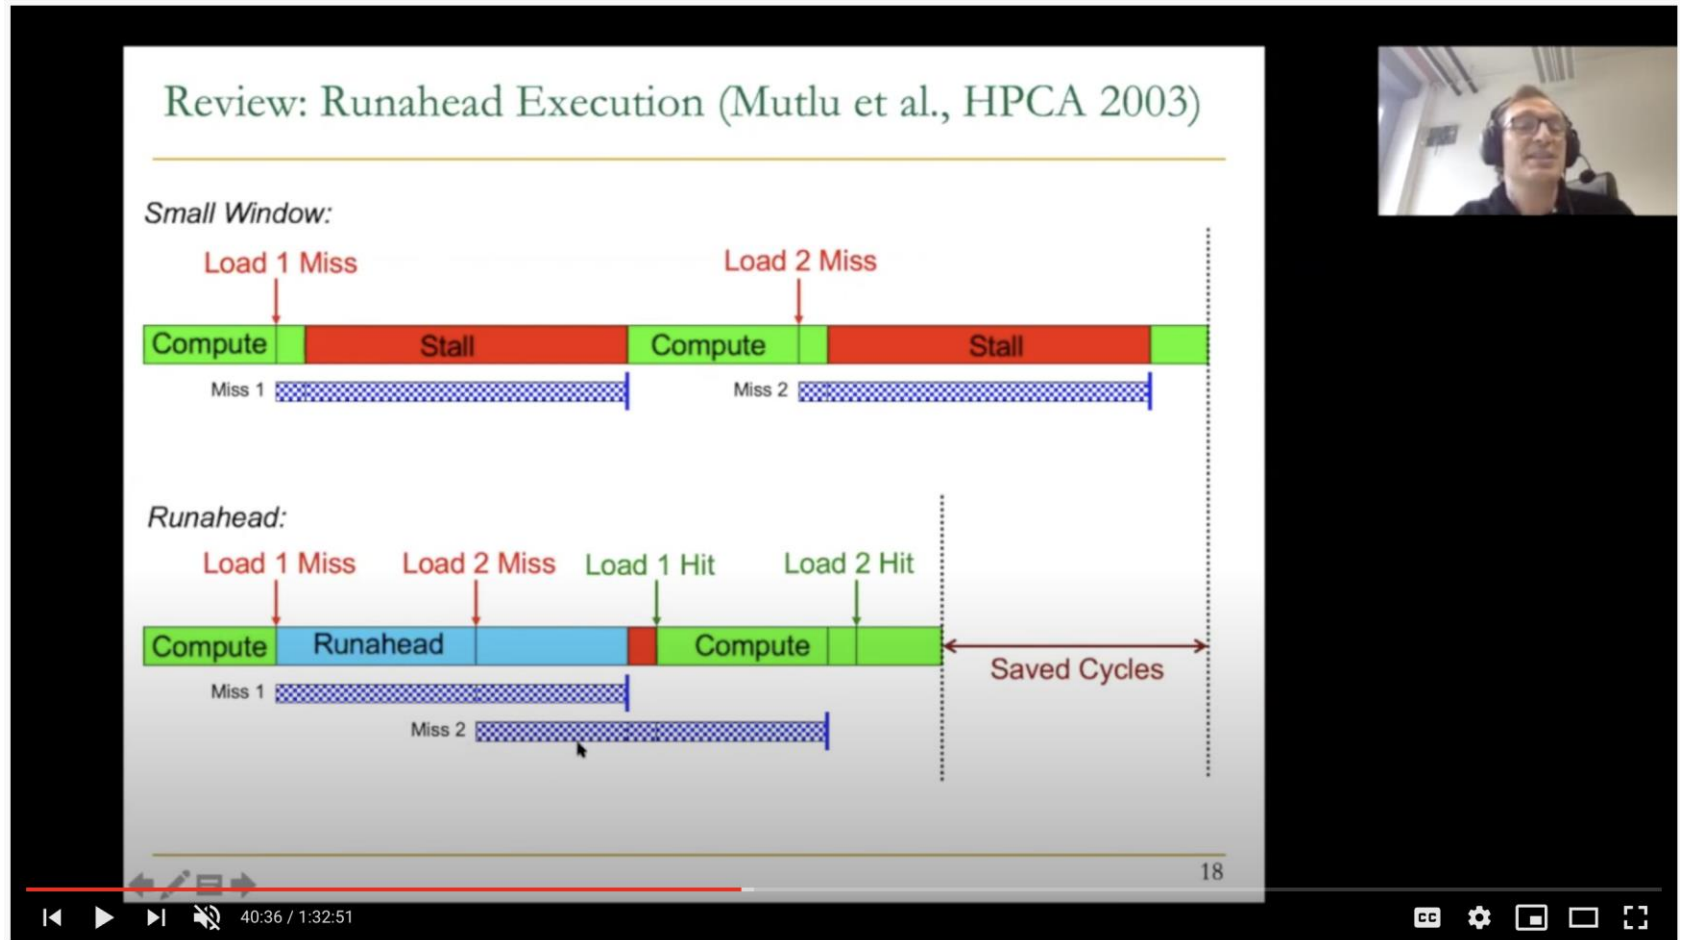 Review: Runahead Execution (Mutlu et al., HPCA 2003)
Small Window:
Load 1 Miss
Load 2 Miss
Compute
Stall
Compute
Stall
Miss 1
Miss 2
Runahead:
Load 1 Miss
Load 2 Miss
Load 1 Hit
Load 2 Hit
Compute
Runahead
Compute
Saved Cycles
Miss 1
Miss 2
18
40:36 / 1:32:51
CC